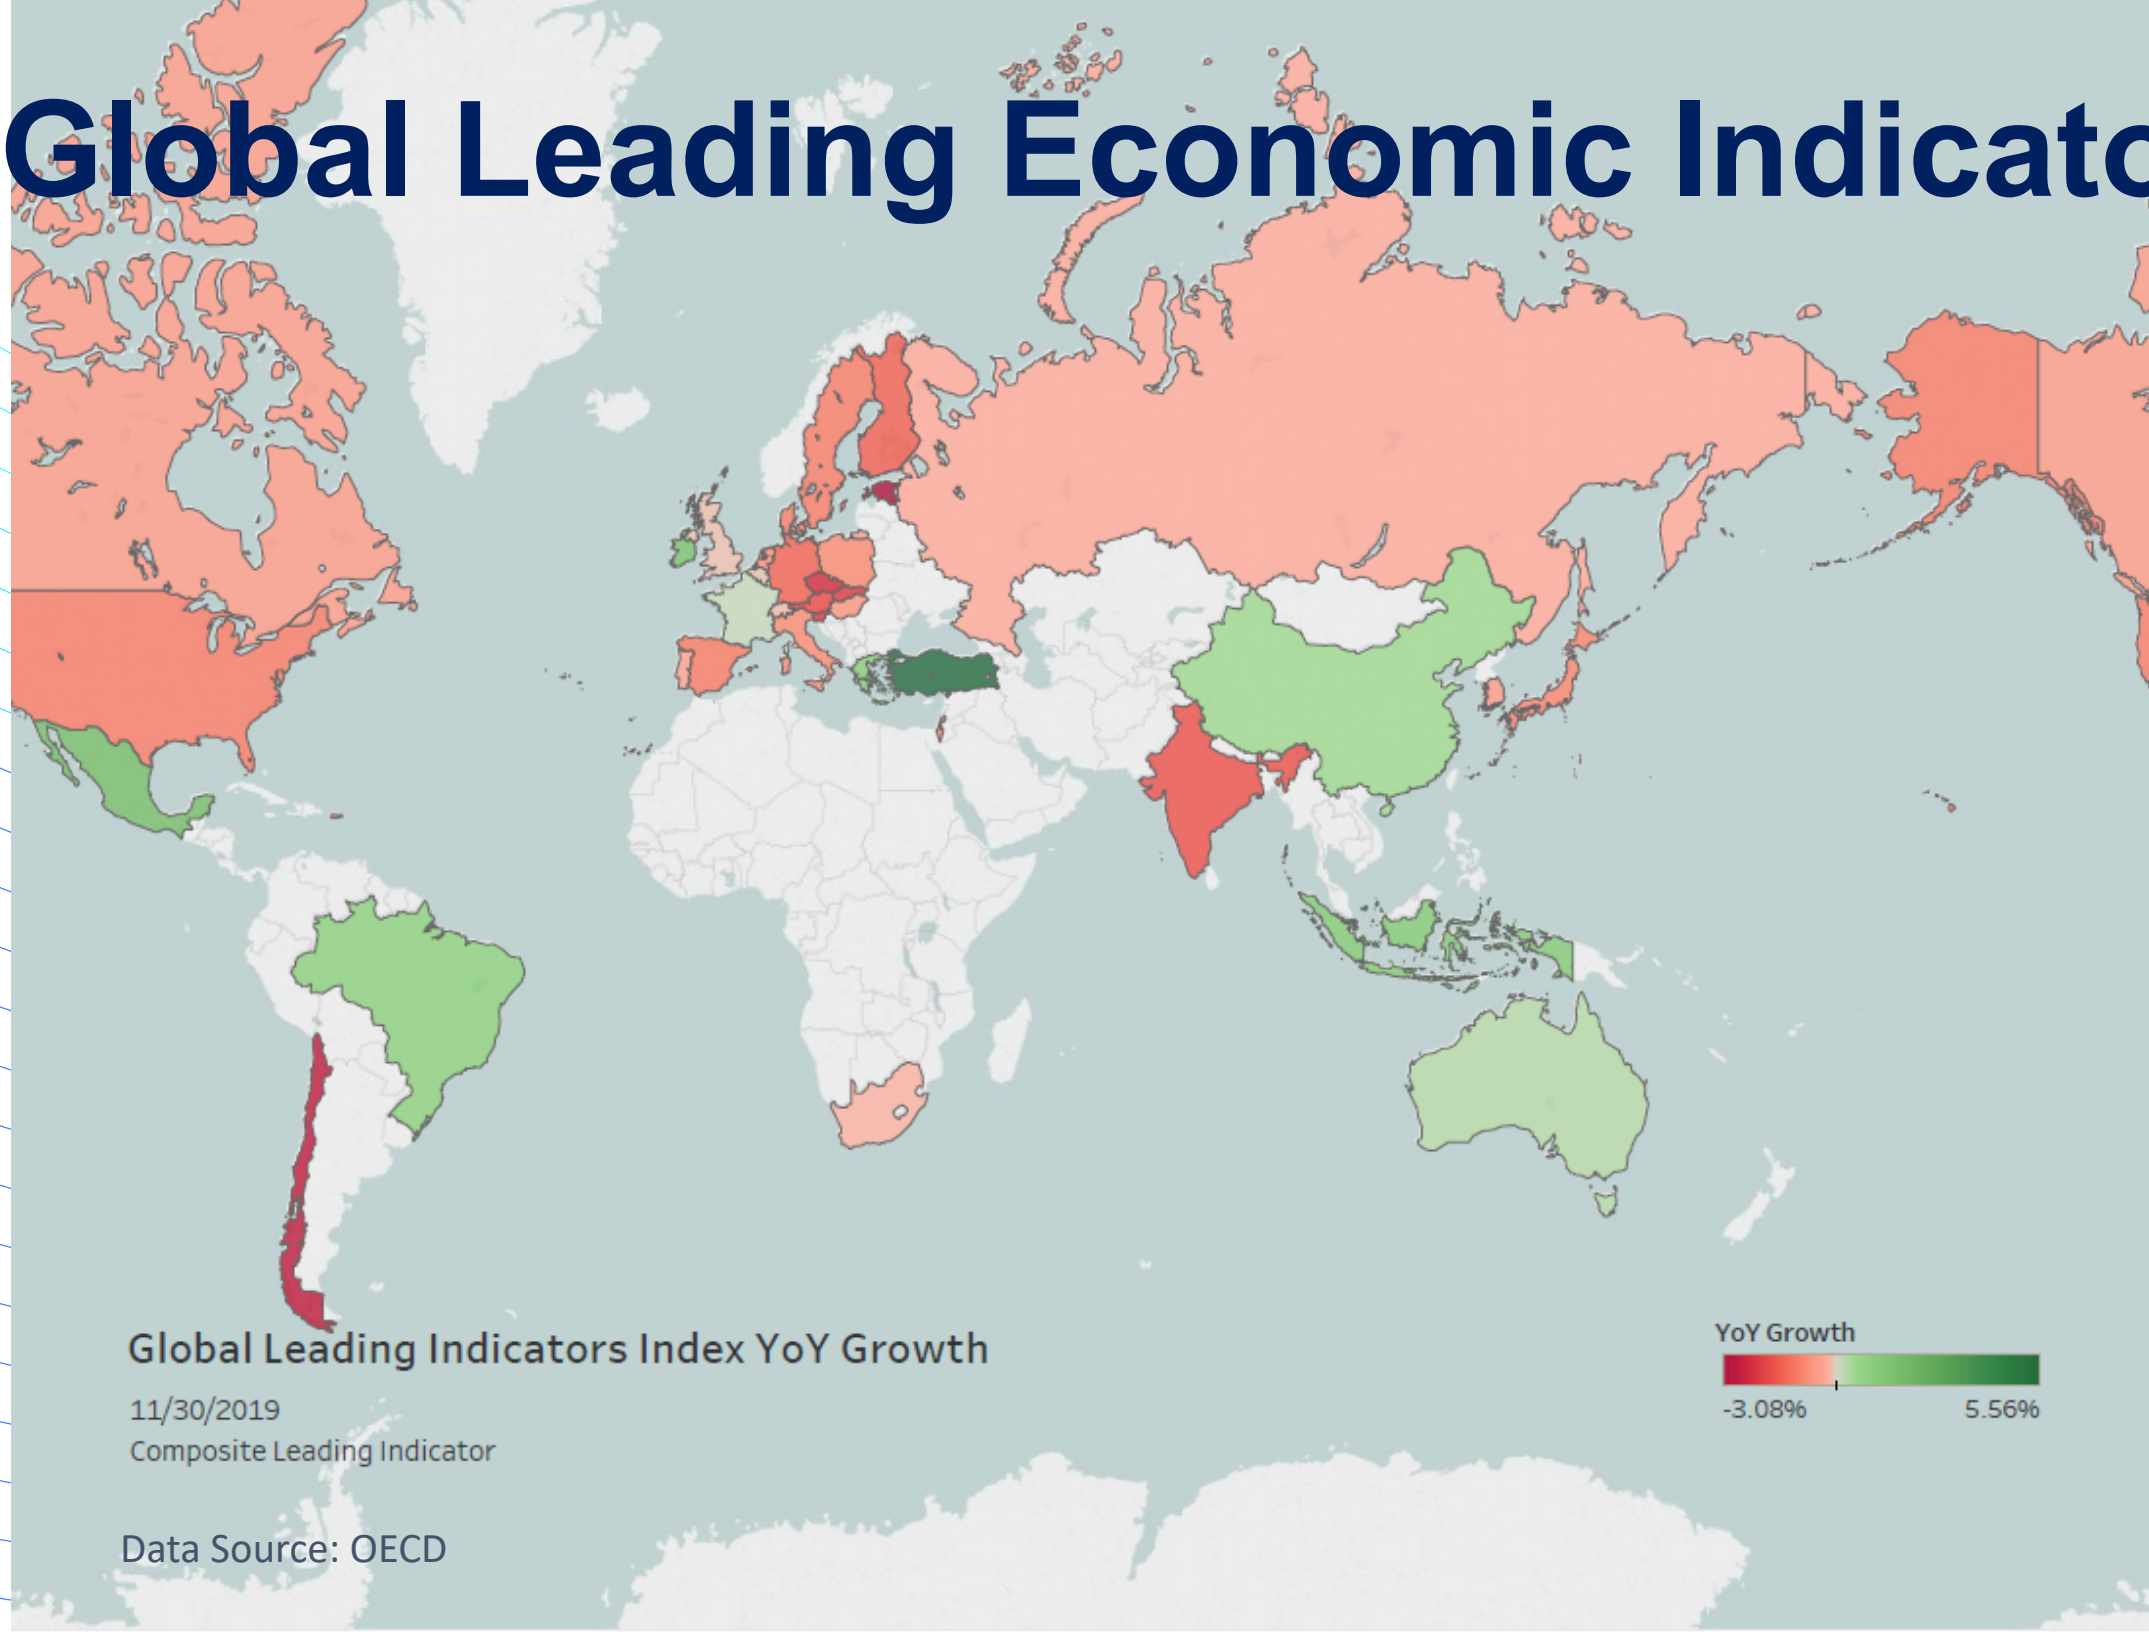 Global Leading Economic Indicato
Global Leading Indicators Index YoY Growth
11/30/2019
Composite Leading Indicator
Data Source: OECD
YoY Growth
-3.08% 5.56%